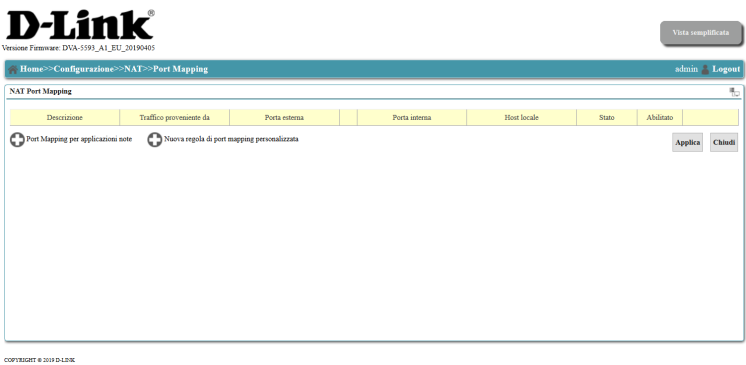 D-Link®
Versione Firmware: DVA-5593_A1_EU_20190405
Vista semplificata
Home>>Configurazione>>NAT>>Port Mapping
admin Logout
NAT Port Mapping
Descrizione Traffico proveniente da Porta esterna Porta interna Host locale Stato Abilitato
Port Mapping per applicazioni note Nuova regola di port mapping personalizzata Applica Chiudi
COPYRIGHT © 2019 D-LINK